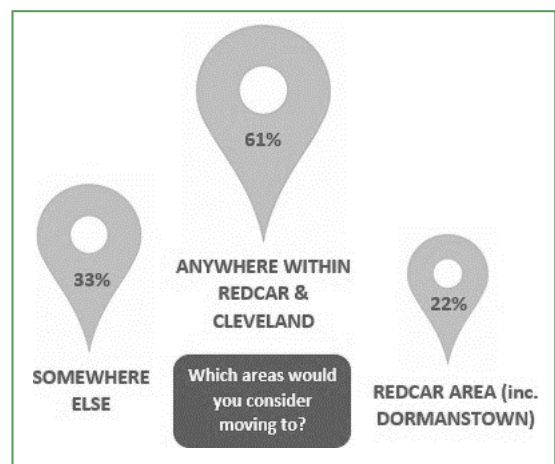 61%
ANYWHERE WITHIN
REDCAR &
CLEVELAND
33%
SOMEWHERE
ELSE
22%
REDCAR AREA (inc.
DORMANSTOWN)
Which areas would
you consider
moving to?